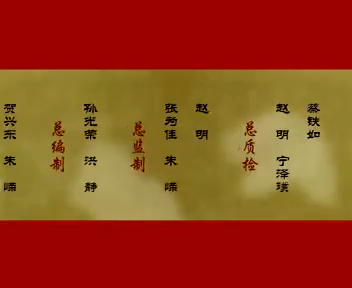 蔡铁如
赵明 宁泽璞
总质检
赵明
张为佳 朱嵘
总监制
孙光荣 洪静
总编制
贺兴东 朱嵘